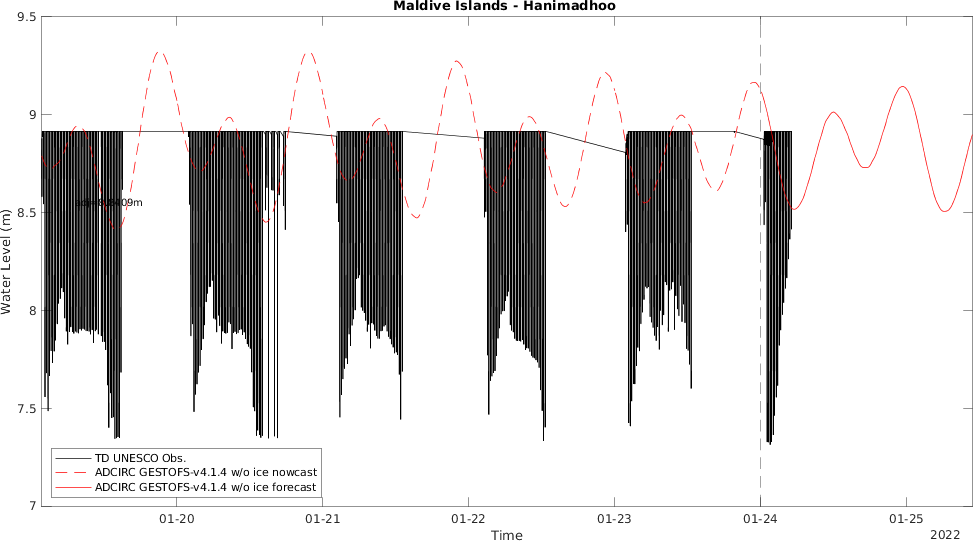 Maldive Islands - Hanimadhoo
9.5
9
8.5
8
7.5
7
Water Level (m)
TD UNESCO Obs.
ADCIRC GESTOFS-v4.1.4 w/o ice nowcast
ADCIRC GESTOFS-v4.1.4 w/o ice forecast
01-20
01-21
01-22
01-23
01-24
01-25
Time
2022